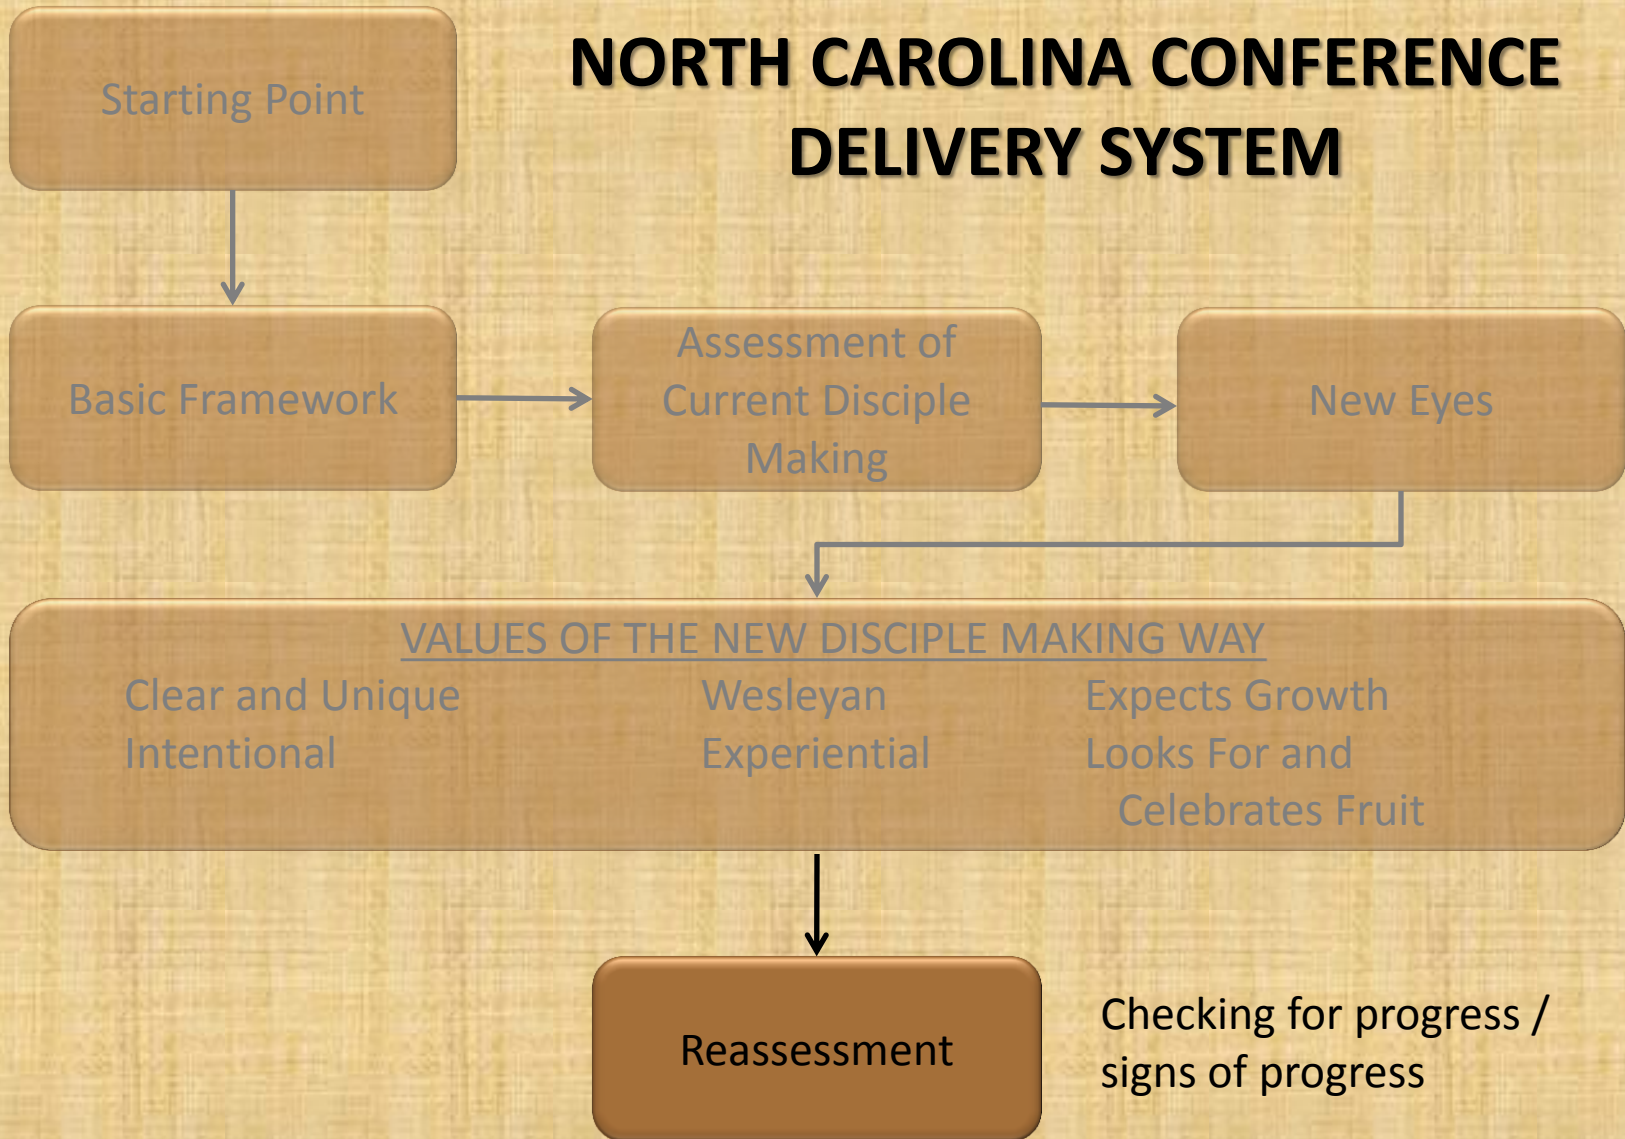 NORTH CAROLINA CONFERENCE
DELIVERY SYSTEM
Starting Point
Basic Framework
Assessment of
Current Disciple
Making
New Eyes
VALUES OF THE NEW DISCIPLE MAKING WAY
Clear and Unique
Intentional
Wesleyan
Experiential
Expects Growth
Looks For and
Celebrates Fruit
Reassessment
Checking for progress /
signs of progress